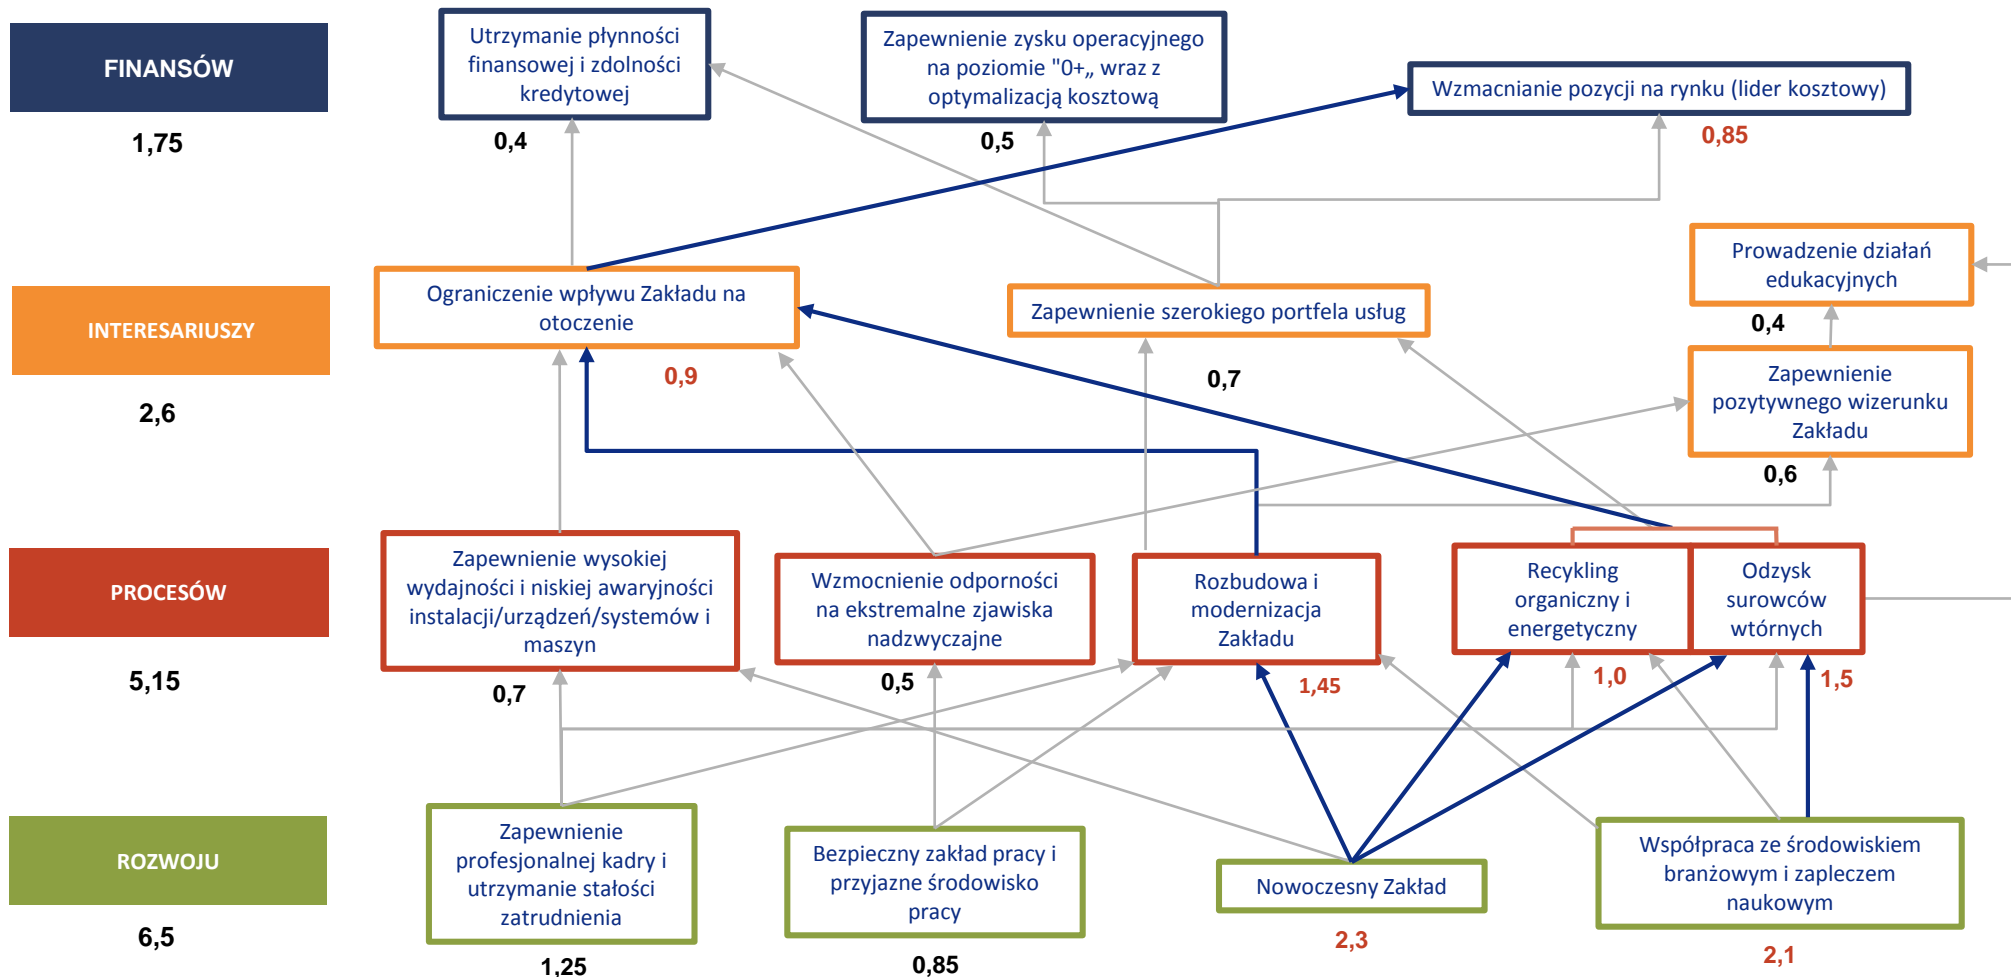 FINANSÓW
1,75
Utrzymanie płynności
finansowej i zdolności
kredytowej
0,4
Zapewnienie zysku operacyjnego
na poziomie "0+„ wraz z
optymalizacją kosztową
0,5
Wzmacnianie pozycji na rynku (lider kosztowy)
0,85
INTERESARIUSZY
2,6
Ograniczenie wpływu Zakładu na
otoczenie
0,9
Zapewnienie szerokiego portfela usług
0,7
Prowadzenie działań
edukacyjnych
0,4
Zapewnienie
pozytywnego wizerunku
Zakładu
0,6
PROCESÓW
5,15
Zapewnienie wysokiej
wydajności i niskiej awaryjności
instalacji/urządzeń/systemów i
maszyn
0,7
Wzmocnienie odporności
na ekstremalne zjawiska
nadzwyczajne
0,5
Rozbudowa i
modernizacja
Zakładu
1,45
Recykling
organiczny i
energetyczny
1,0
Odzysk
surowców
wtórnych
1,5
ROZWOJU
6,5
Zapewnienie
profesjonalnej kadry i
utrzymanie stałości
zatrudnienia
1,25
Bezpieczny zakład pracy i
przyjazne środowisko
pracy
0,85
Nowoczesny Zakład
2,3
Współpraca ze środowiskiem
branżowym i zapleczem
naukowym
2,1